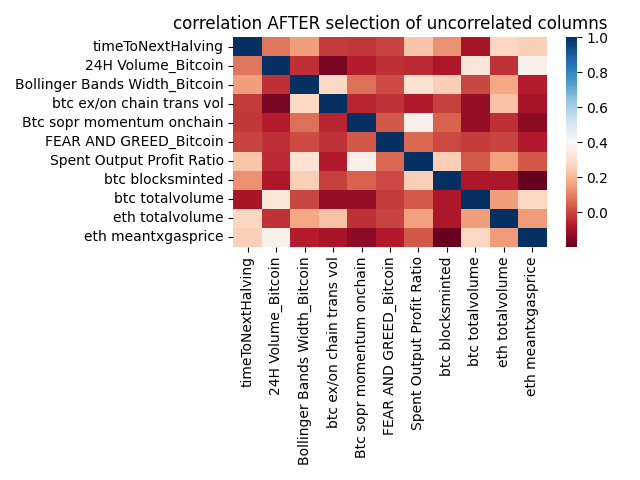 correlation AFTER selection of uncorrelated columns
timeToNextHalving
24H Volume_Bitcoin
Bollinger Bands Width_Bitcoin
btc ex/on chain trans vol
Btc sopr momentum onchain
FEAR AND GREED_Bitcoin
Spent Output Profit Ratio
btc blocksminted
btc totalvolume
eth totalvolume
eth meantxgasprice
timeToNextHalving
24H Volume_Bitcoin
Bollinger Bands Width_Bitcoin
btc ex/on chain trans vol
Btc sopr momentum onchain
FEAR AND GREED_Bitcoin
Spent Output Profit Ratio
btc blocksminted
btc totalvolume
eth totalvolume
eth meantxgasprice
1.0
0.8
0.6
0.4
0.2
0.0